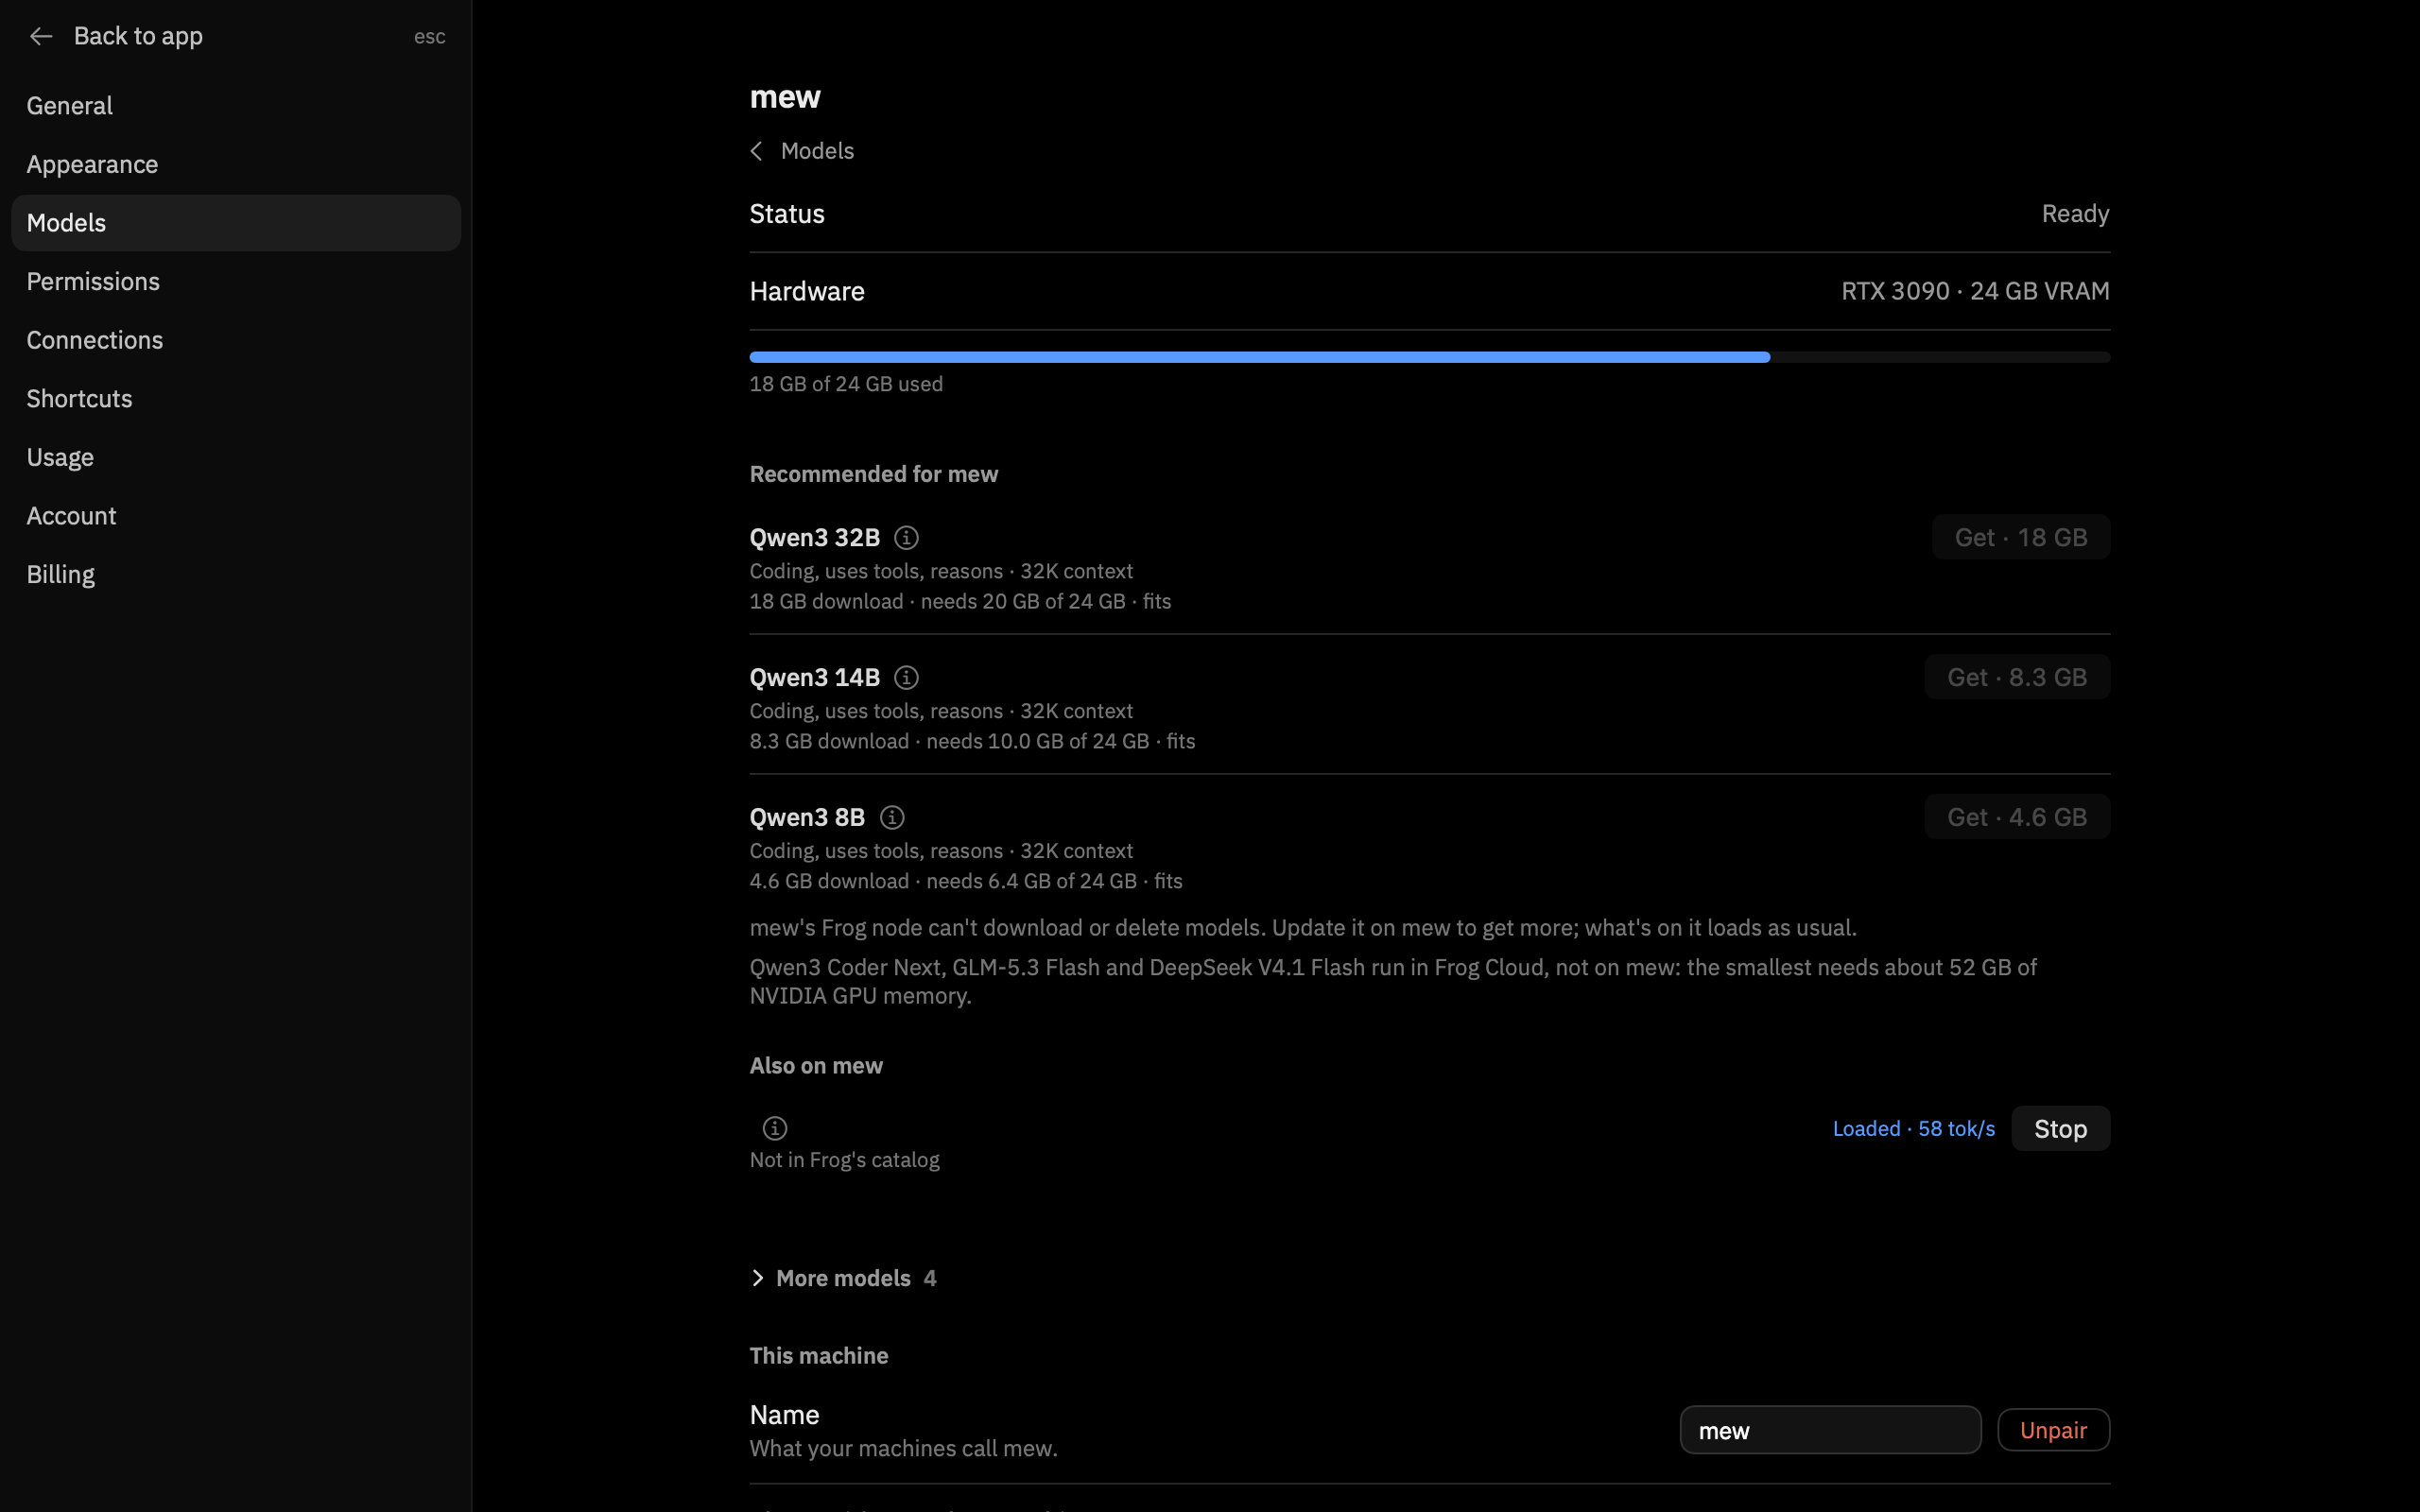 Back to app
esc
General
Appearance
Models
Permissions
Connections
Shortcuts
Usage
Account
Billing
mew
Models
Status
Ready
Hardware
RTX 3090 · 24 GB VRAM
18 GB of 24 GB used
Recommended for mew
Qwen3 32B
Get · 18 GB
Coding, uses tools, reasons · 32K context
18 GB download · needs 20 GB of 24 GB · fits
Qwen3 14B
Get · 8.3 GB
Coding, uses tools, reasons · 32K context
8.3 GB download · needs 10.0 GB of 24 GB · fits
Qwen3 8B
Get · 4.6 GB
Coding, uses tools, reasons · 32K context
4.6 GB download · needs 6.4 GB of 24 GB · fits
mew's Frog node can't download or delete models. Update it on mew to get more; what's on it loads as usual.
Qwen3 Coder Next, GLM-5.3 Flash and DeepSeek V4.1 Flash run in Frog Cloud, not on mew: the smallest needs about 52 GB of
NVIDIA GPU memory.
Also on mew
Loaded · 58 tok/s
Stop
Not in Frog's catalog
More models 4
This machine
Name
What your machines call mew.
mew
Unpair